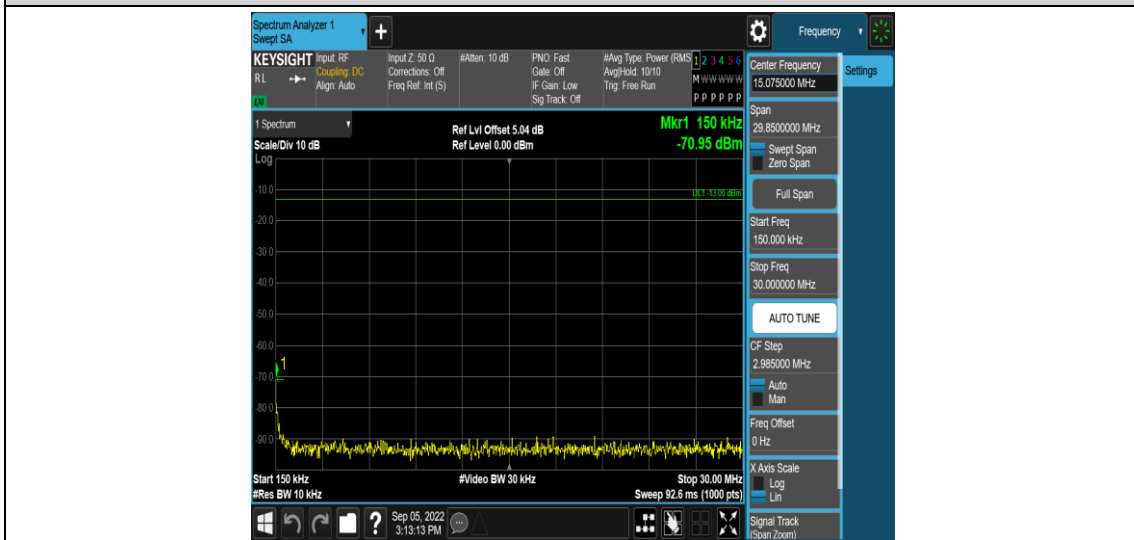 Spectrum Analyzer 1
Swept SA
+
Frequency
KEYSIGHT
RL
LXI
Input: RF
Coupling: DC
Align: Auto
Input Z: 50 Ω
Corrections: Off
Freq Ref: Int (S)
#Atten: 10 dB
PNO: Fast
Gate: Off
IF Gain: Low
Sig Track: Off
#Avg Type: Power (RMS
Avg|Hold: 10/10
Trig: Free Run
1 2 3 4 5 6
M W W W W W
P P P P P P
1 Spectrum
Scale/Div 10 dB
Ref Lvl Offset 5.04 dB
Ref Level 0.00 dBm
Mkr1 150 kHz
-70.95 dBm
Log
DL1 -13.00 dBm
-10.0
-20.0
-30.0
-40.0
-50.0
-60.0
1
-70.0
-80.0
-90.0
Start 150 kHz
#Res BW 10 kHz
#Video BW 30 kHz
Stop 30.00 MHz
Sweep 92.6 ms (1000 pts)
Center Frequency
15.075000 MHz
Settings
Span
29.8500000 MHz
Swept Span
Zero Span
Full Span
Start Freq
150.000 kHz
Stop Freq
30.000000 MHz
AUTO TUNE
CF Step
2.985000 MHz
Auto
Man
Freq Offset
0 Hz
X Axis Scale
Log
Lin
Signal Track
(Span Zoom)
?
Sep 05, 2022
3:13:13 PM